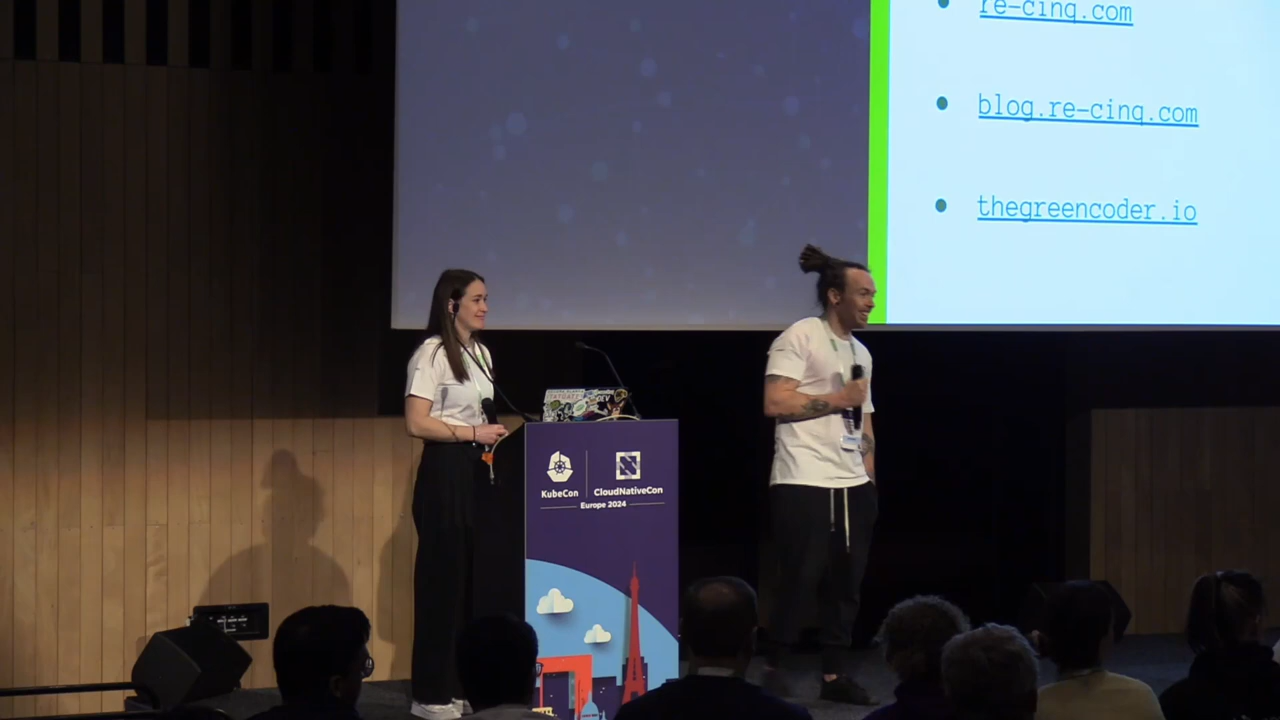 re-cinq.com
blog.re-cinq.com
thegreencoder.io
KubeCon
CloudNativeCon
Europe 2024